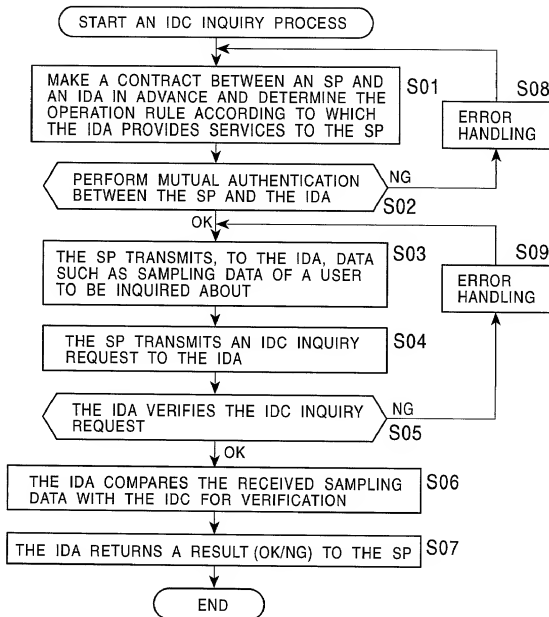 START AN IDC INQUIRY PROCESS
MAKE A CONTRACT BETWEEN AN SP AND
AN IDA IN ADVANCE AND DETERMINE THE
OPERATION RULE ACCORDING TO WHICH
THE IDA PROVIDES SERVICES TO THE SP
S01
S08
ERROR
HANDLING
PERFORM MUTUAL AUTHENTICATION
BETWEEN THE SP AND THE IDA
NG
S02
OK
THE SP TRANSMITS, TO THE IDA, DATA
SUCH AS SAMPLING DATA OF A USER
TO BE INQUIRED ABOUT
S03
S09
ERROR
HANDLING
THE SP TRANSMITS AN IDC INQUIRY
REQUEST TO THE IDA
S04
THE IDA VERIFIES THE IDC INQUIRY
REQUEST
NG
S05
OK
THE IDA COMPARES THE RECEIVED SAMPLING
DATA WITH THE IDC FOR VERIFICATION
S06
THE IDA RETURNS A RESULT (OK/NG) TO THE SP
S07
END